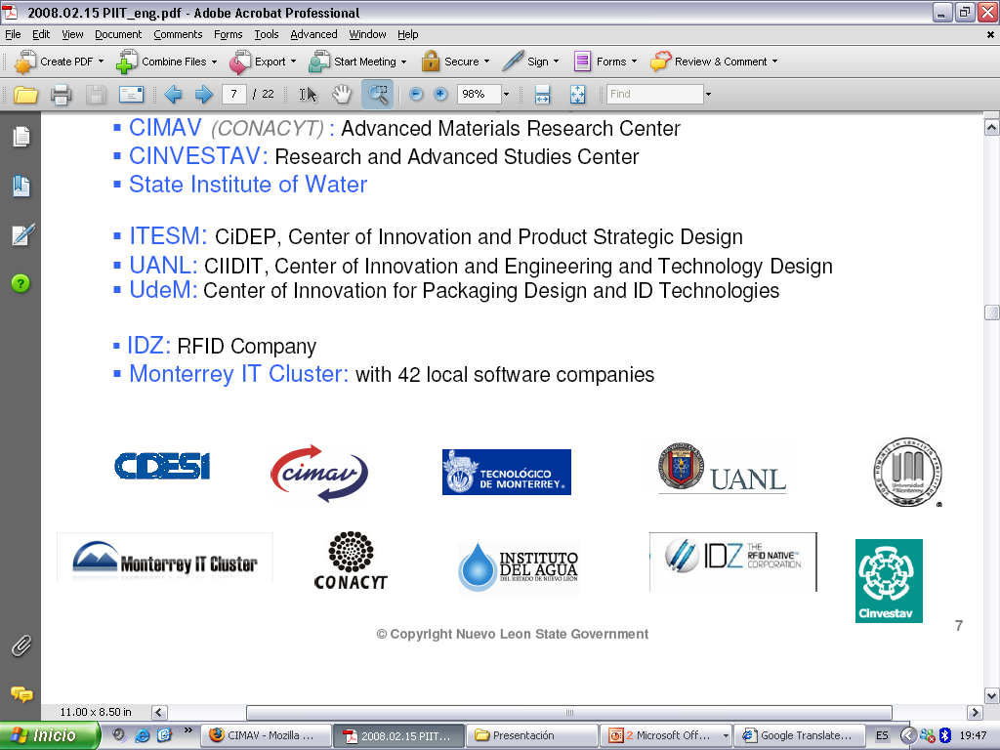 2008.02.15 PIIT_eng.pdf - Adobe Acrobat Professional
File Edit View Document Comments Forms Tools Advanced Window Help
Create PDF Combine Files Export Start Meeting Secure Sign Forms Review & Comment
7 / 22 98% Find
▪ CIMAV (CONACYT) : Advanced Materials Research Center
▪ CINVESTAV: Research and Advanced Studies Center
▪ State Institute of Water
▪ ITESM: CiDEP, Center of Innovation and Product Strategic Design
▪ UANL: CIIDIT, Center of Innovation and Engineering and Technology Design
▪ UdeM: Center of Innovation for Packaging Design and ID Technologies
▪ IDZ: RFID Company
▪ Monterrey IT Cluster: with 42 local software companies
CIDESI
cimav
TECNOLÓGICO
DE MONTERREY®
UANL
Universidad
de Monterrey
®
Monterrey IT Cluster
CONACYT
INSTITUTO
DEL AGUA
DEL ESTADO DE NUEVO LEÓN
IDZ THE
RFID NATIVE™
CORPORATION
Cinvestav
7
© Copyright Nuevo Leon State Government
11.00 x 8.50 in
Inicio » CIMAV - Mozilla ... 2008.02.15 PIIT... Presentación 2 Microsoft Off... Google Translate... ES 19:47